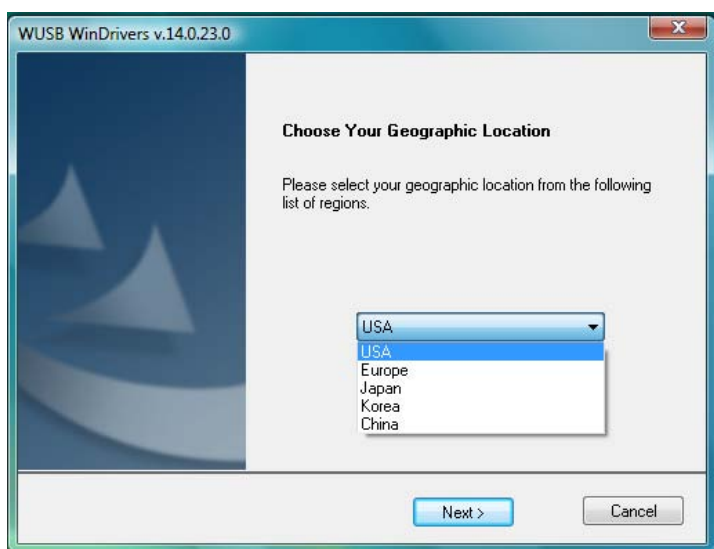 WUSB WinDrivers v.14.0.23.0
Choose Your Geographic Location
Please select your geographic location from the following
list of regions.
USA
USA
Europe
Japan
Korea
China
Next >
Cancel